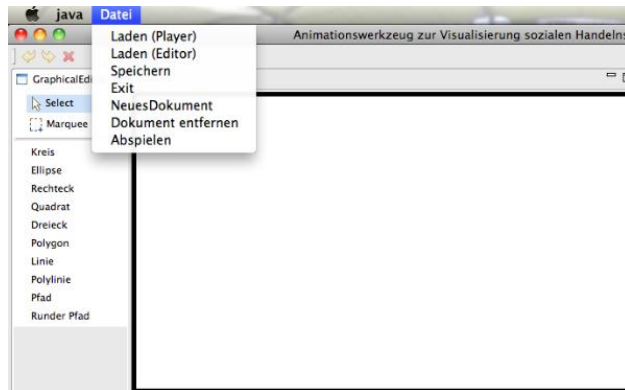 java Datei
Animationswerkzeug zur Visualisierung sozialen Handelns
Laden (Player)
Laden (Editor)
Speichern
Exit
NeuesDokument
Dokument entfernen
Abspielen
GraphicalEdi
Select
Marquee
Kreis
Ellipse
Rechteck
Quadrat
Dreieck
Polygon
Linie
Polylinie
Pfad
Runder Pfad